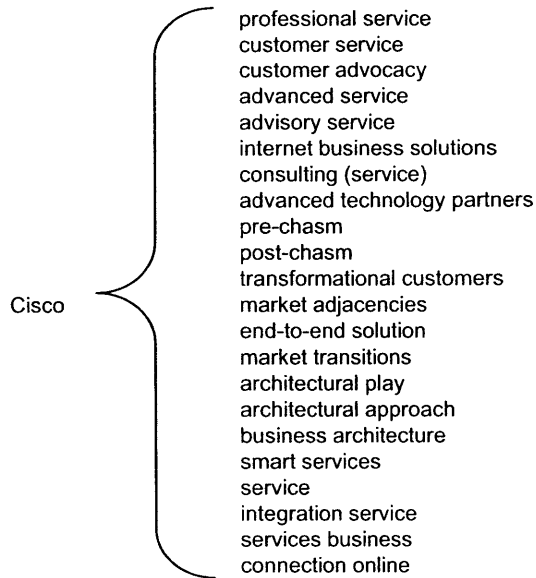 professional service
customer service
customer advocacy
advanced service
advisory service
internet business solutions
consulting (service)
advanced technology partners
pre-chasm
post-chasm
transformational customers
Cisco
market adjacencies
end-to-end solution
market transitions
architectural play
architectural approach
business architecture
smart services
service
integration service
services business
connection online